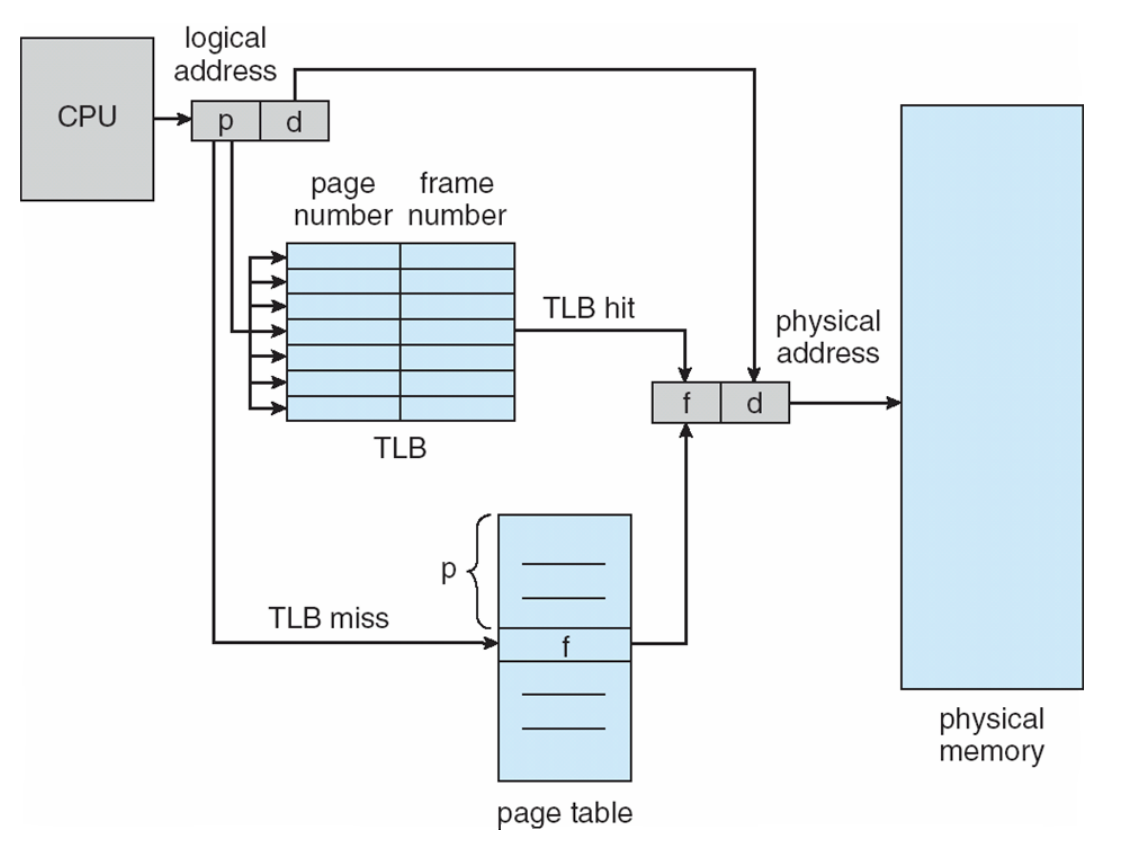 logical
address
CPU
p
d
page
number
frame
number
TLB hit
physical
address
f
d
TLB
p
TLB miss
f
physical
memory
page table